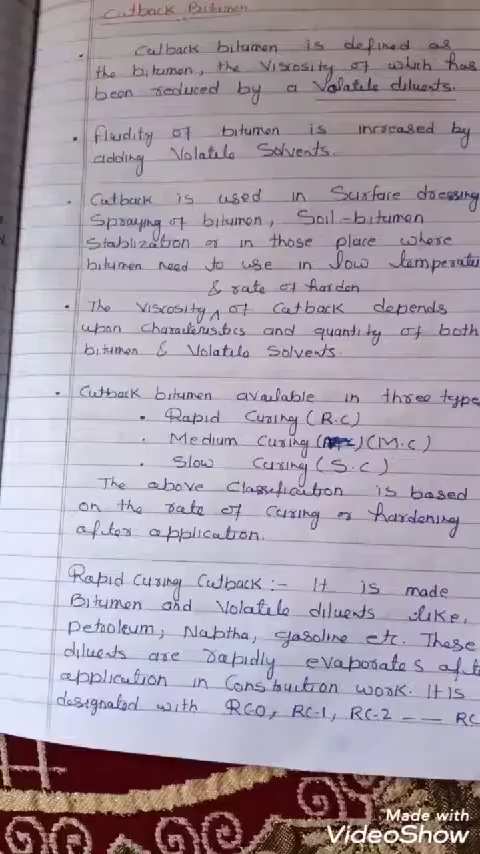 Cutback Bitumen
• Cutback bitumen is defined as
the bitumen, the Viscosity of which has
been reduced by a Volatile diluents.
• fluidity of bitumen is increased by
adding Volatile Solvents.
• Cutback is used in Surface dressing
Spraying of bitumen, Soil-bitumen
Stablization or in those place where
bitumen need to use in low temperatu
& rate of harden
• The Viscosity ^ of Cutback depends
upon Characteristics and quantity of both
bitumen & Volatile Solvents.
• Cutback bitumen available in three type
• Rapid Curing (R.C)
• Medium Curing (M.C)
• Slow Curing (S.C)
The above Classification is based
on the rate of curing or hardening
after application.
Rapid Curing Cutback :- It is made
Bitumen and Volatile diluents like,
petroleum, Naptha, gasoline etc. These
diluents are rapidly evaporates aft
application in Constrution work. It is
designated with RC0, RC-1, RC-2 -- RC
Made with
VideoShow